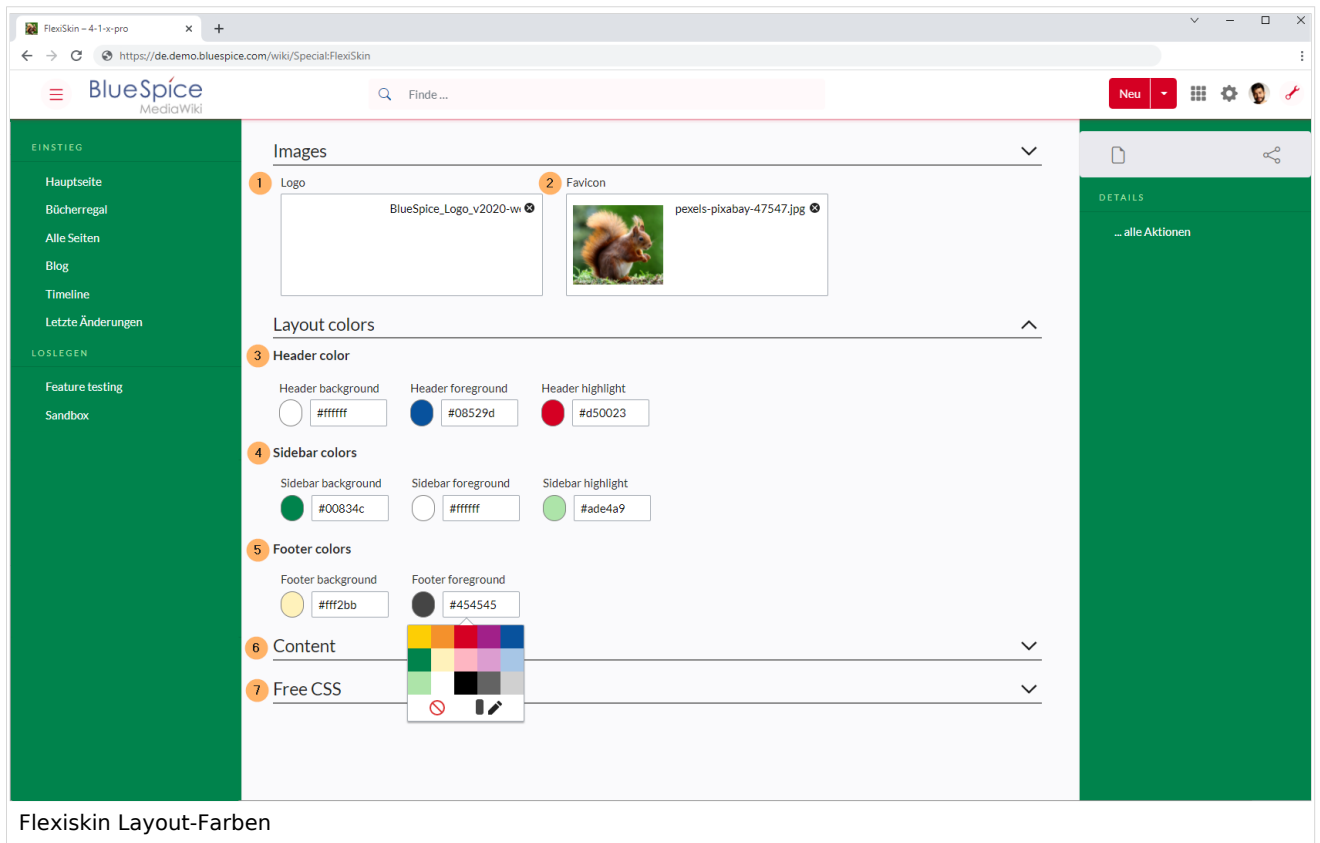 FlexiSkin – 4-1-x-pro
https://de.demo.bluespice.com/wiki/Special:FlexiSkin
BlueSpice
MediaWiki
Finde ...
Neu
EINSTIEG
Hauptseite
Bücherregal
Alle Seiten
Blog
Timeline
Letzte Änderungen
LOSLEGEN
Feature testing
Sandbox
Images
1 Logo 2 Favicon
BlueSpice_Logo_v2020-w pexels-pixabay-47547.jpg
Layout colors
3 Header color
Header background Header foreground Header highlight
#ffffff #08529d #d50023
4 Sidebar colors
Sidebar background Sidebar foreground Sidebar highlight
#00834c #ffffff #ade4a9
5 Footer colors
Footer background Footer foreground
#fff2bb #454545
6 Content
7 Free CSS
DETAILS
... alle Aktionen
Flexiskin Layout-Farben